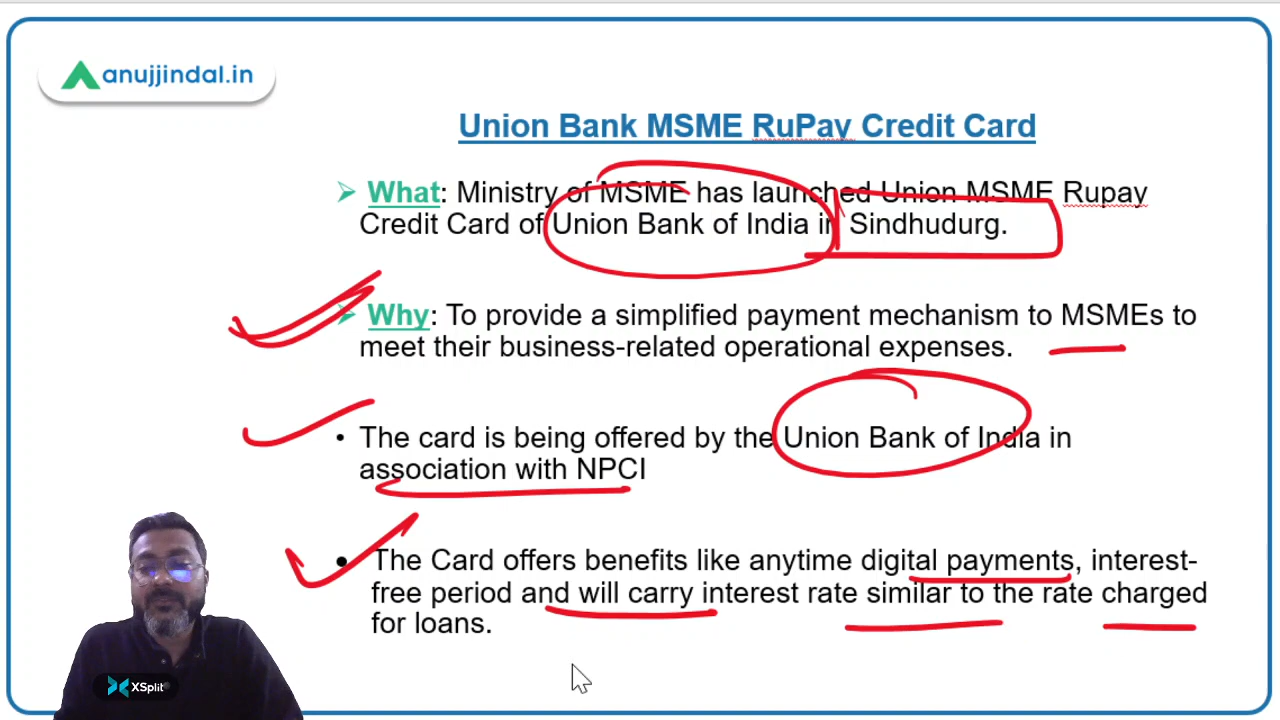 anujjindal.in
Union Bank MSME RuPay Credit Card
➢ What: Ministry of MSME has launched Union MSME Rupay
Credit Card of Union Bank of India in Sindhudurg.
➢ Why: To provide a simplified payment mechanism to MSMEs to
meet their business-related operational expenses.
• The card is being offered by the Union Bank of India in
association with NPCI
• The Card offers benefits like anytime digital payments, interest-
free period and will carry interest rate similar to the rate charged
for loans.
XSplit